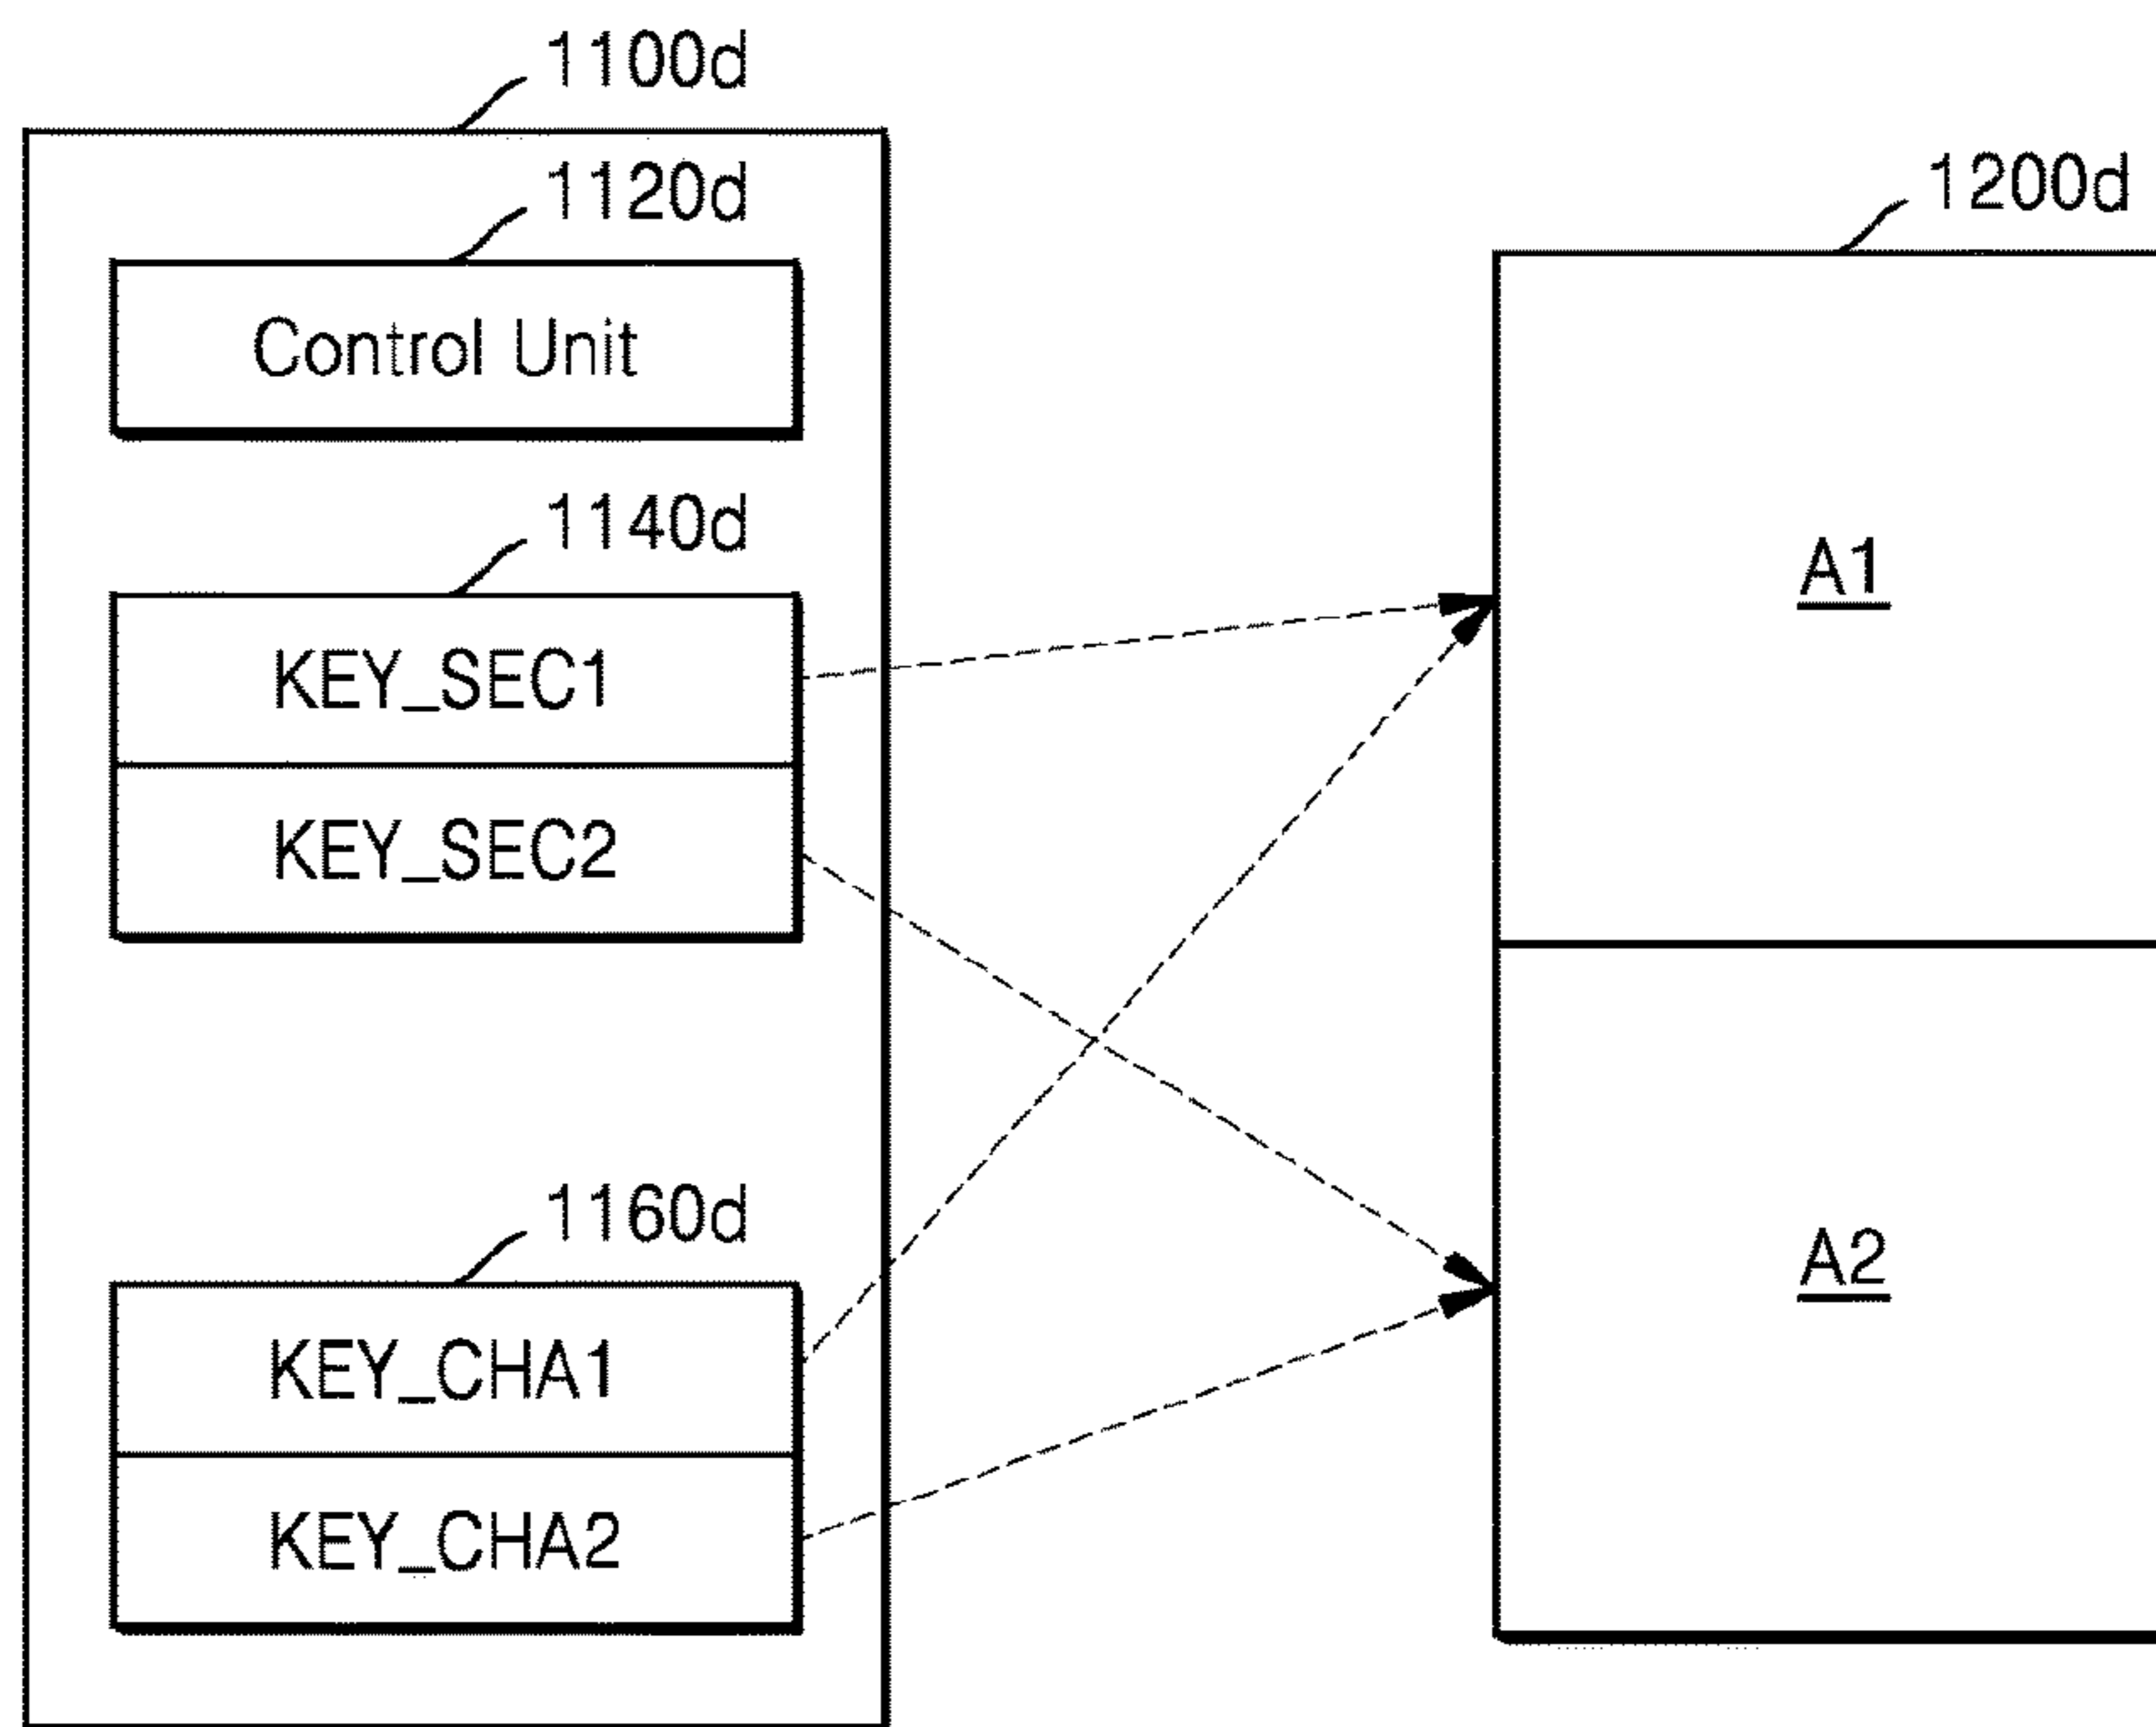 1100d
1120d
1200d
Control Unit
1140d
A1
KEY_SEC1
KEY_SEC2
1160d
A2
KEY_CHA1
KEY_CHA2